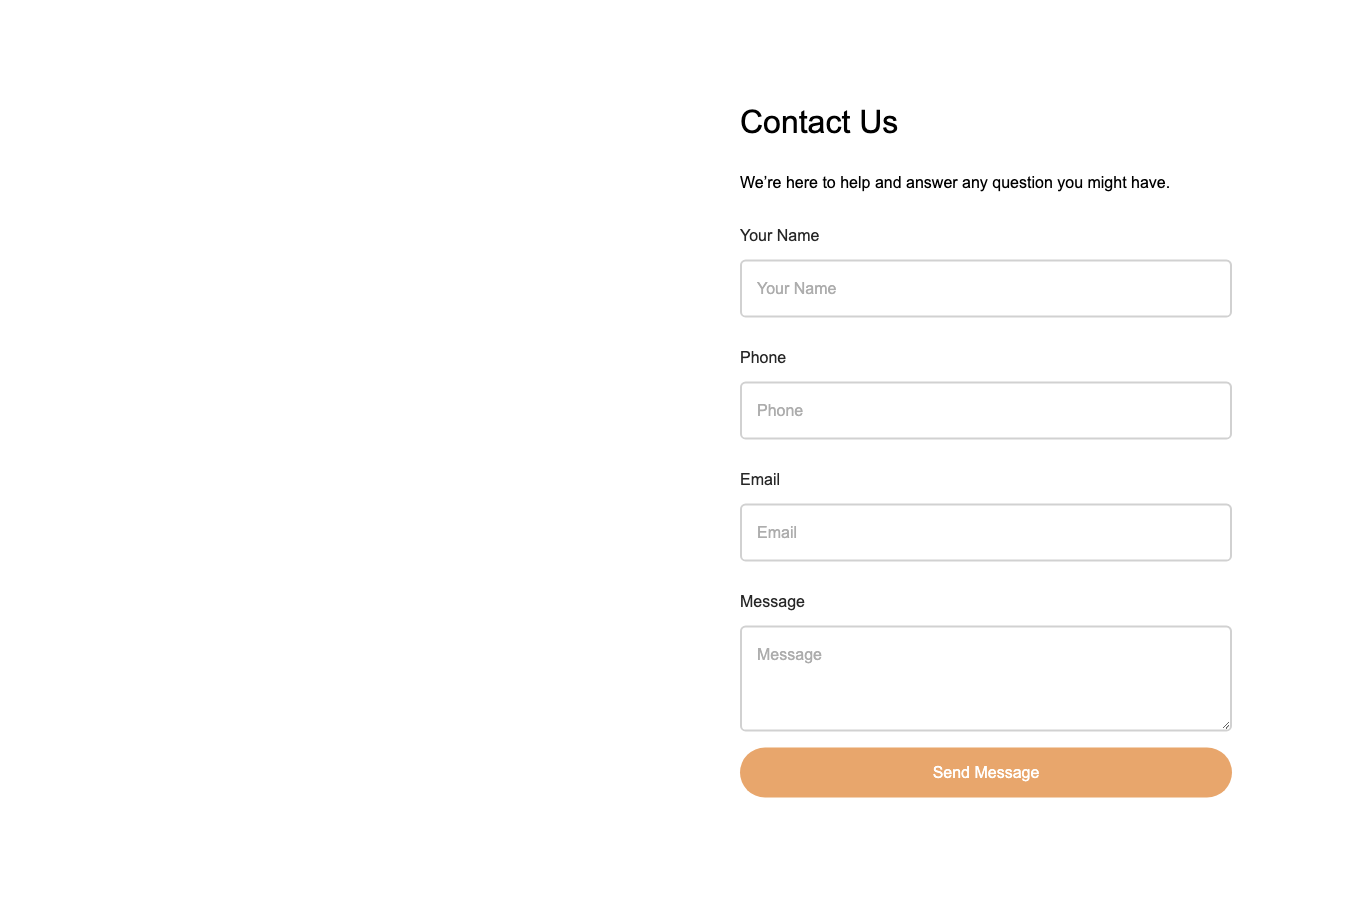 Contact Us
We’re here to help and answer any question you might have.
Your Name
Your Name
Phone
Phone
Email
Email
Message
Message
Send Message